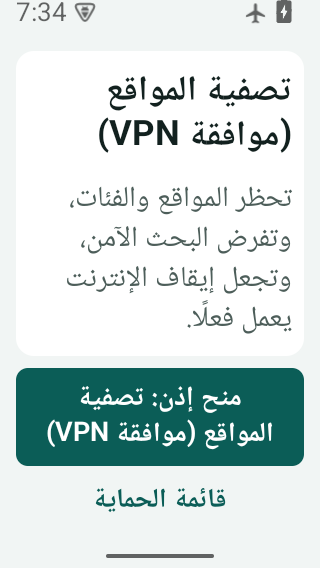 7:34
تصفية المواقع
(موافقة VPN)
تحظر المواقع والفئات،
وتفرض البحث الآمن،
وتجعل إيقاف الإنترنت
يعمل فعلًا.
منح إذن: تصفية
المواقع (موافقة VPN)
قائمة الحماية